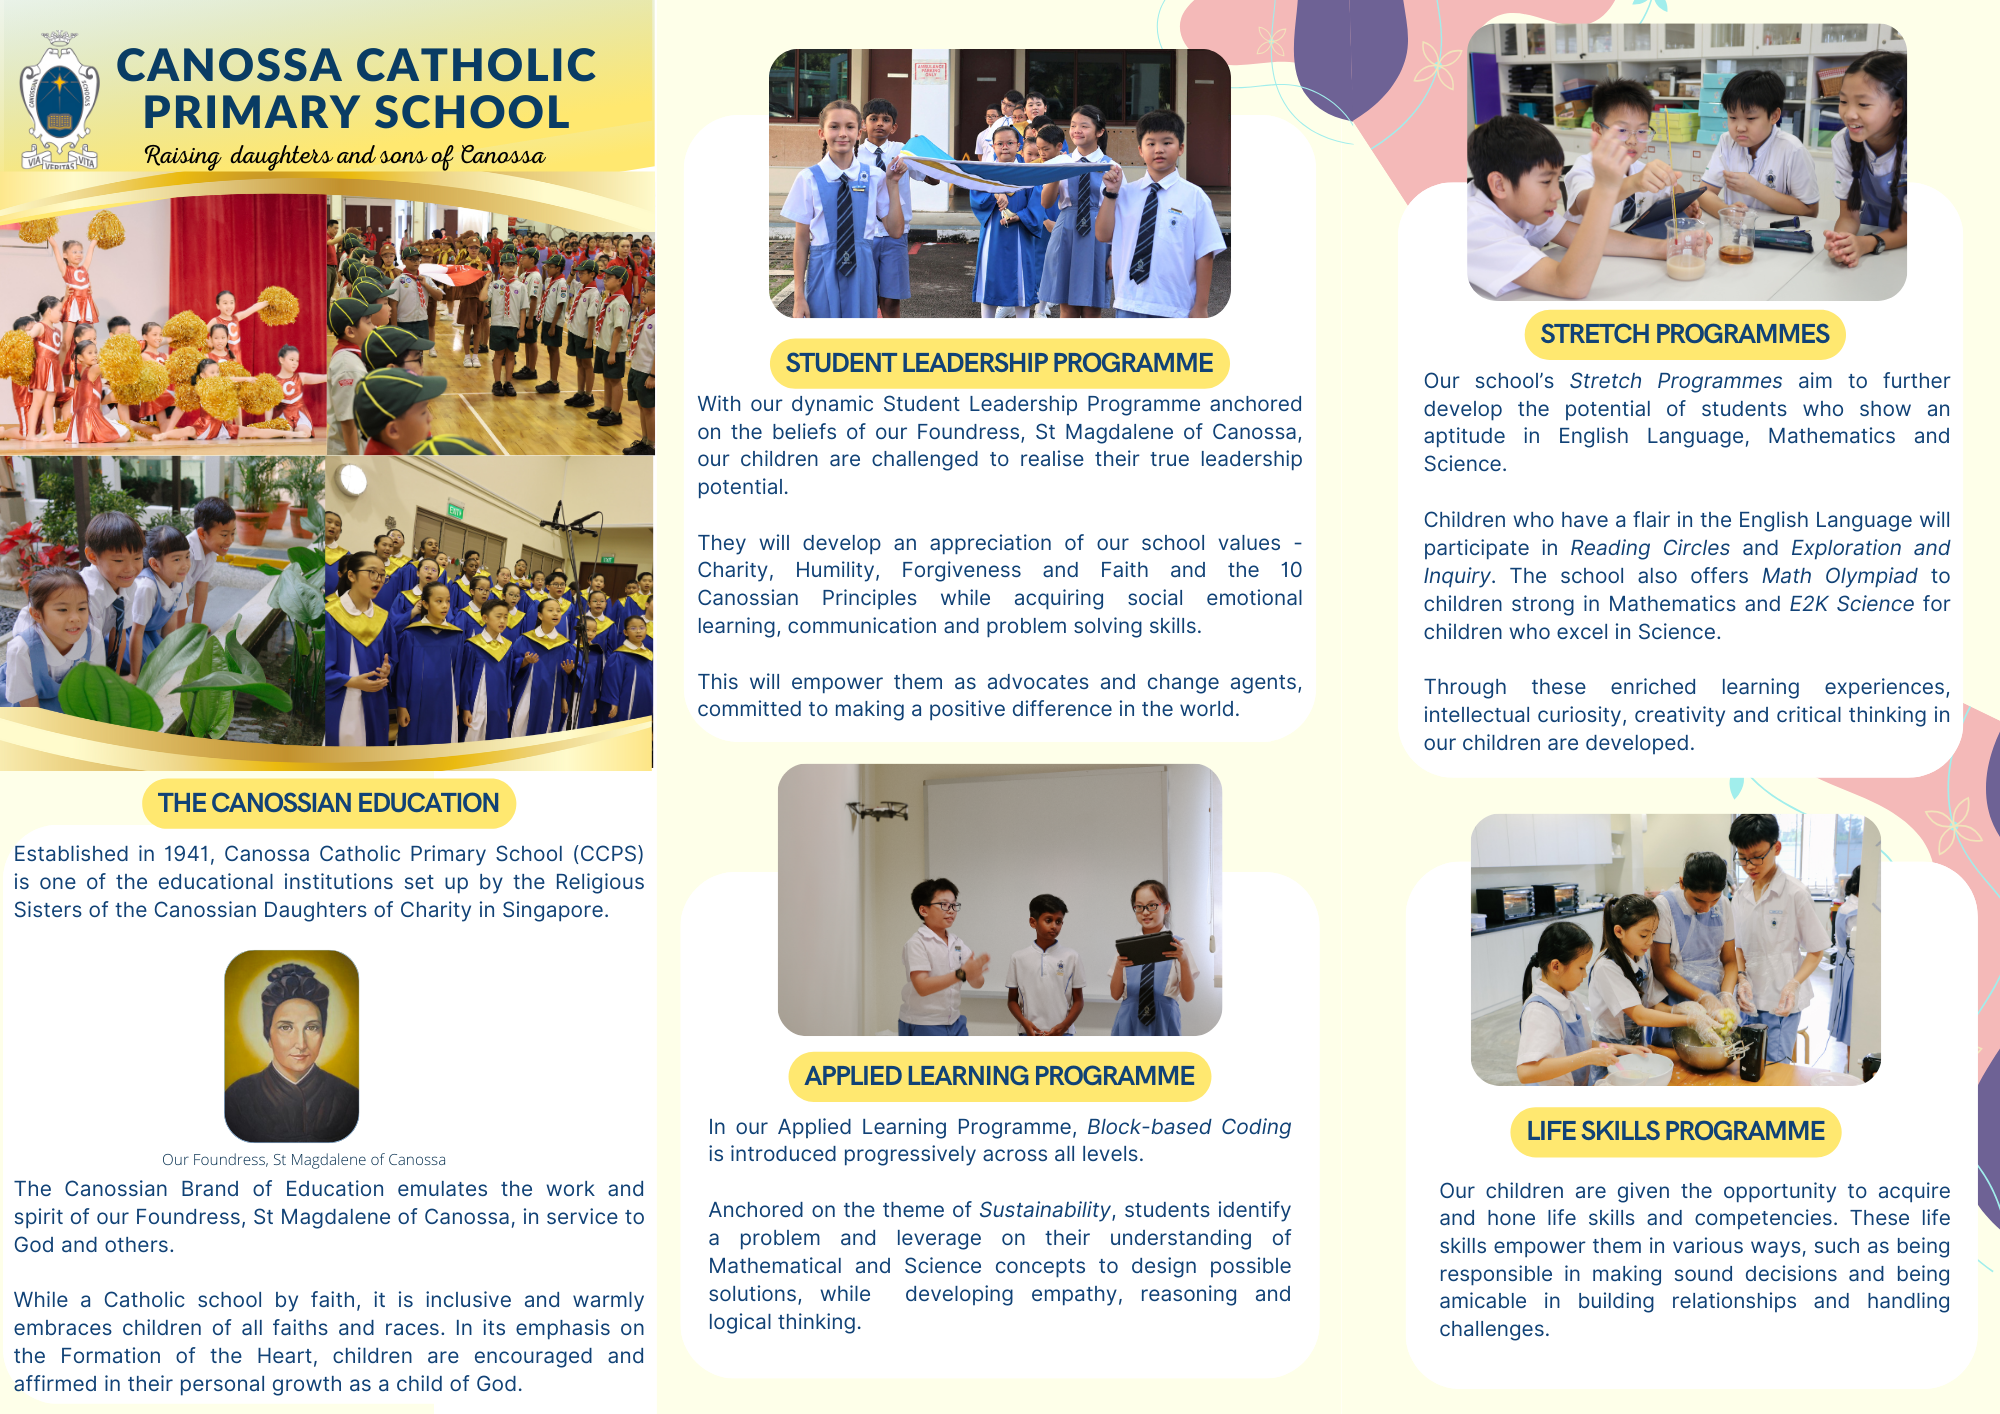 CANOSSA CATHOLIC
PRIMARY SCHOOL
Raising daughters and sons of Canossa
CANOSSIAN
SCHOOLS
VIA
VERITAS
VITA
THE CANOSSIAN EDUCATION
Established in 1941, Canossa Catholic Primary School (CCPS)
is one of the educational institutions set up by the Religious
Sisters of the Canossian Daughters of Charity in Singapore.
Our Foundress, St Magdalene of Canossa
The Canossian Brand of Education emulates the work and
spirit of our Foundress, St Magdalene of Canossa, in service to
God and others.
While a Catholic school by faith, it is inclusive and warmly
embraces children of all faiths and races. In its emphasis on
the Formation of the Heart, children are encouraged and
affirmed in their personal growth as a child of God.
AMBULANCE
PARKING
ONLY
STUDENT LEADERSHIP PROGRAMME
With our dynamic Student Leadership Programme anchored
on the beliefs of our Foundress, St Magdalene of Canossa,
our children are challenged to realise their true leadership
potential.
They will develop an appreciation of our school values -
Charity, Humility, Forgiveness and Faith and the 10
Canossian Principles while acquiring social emotional
learning, communication and problem solving skills.
This will empower them as advocates and change agents,
committed to making a positive difference in the world.
APPLIED LEARNING PROGRAMME
In our Applied Learning Programme, Block-based Coding
is introduced progressively across all levels.
Anchored on the theme of Sustainability, students identify
a problem and leverage on their understanding of
Mathematical and Science concepts to design possible
solutions, while developing empathy, reasoning and
logical thinking.
STRETCH PROGRAMMES
Our school's Stretch Programmes aim to further
develop the potential of students who show an
aptitude in English Language, Mathematics and
Science.
Children who have a flair in the English Language will
participate in Reading Circles and Exploration and
Inquiry. The school also offers Math Olympiad to
children strong in Mathematics and E2K Science for
children who excel in Science.
Through these enriched learning experiences,
intellectual curiosity, creativity and critical thinking in
our children are developed.
LIFE SKILLS PROGRAMME
Our children are given the opportunity to acquire
and hone life skills and competencies. These life
skills empower them in various ways, such as being
responsible in making sound decisions and being
amicable in building relationships and handling
challenges.